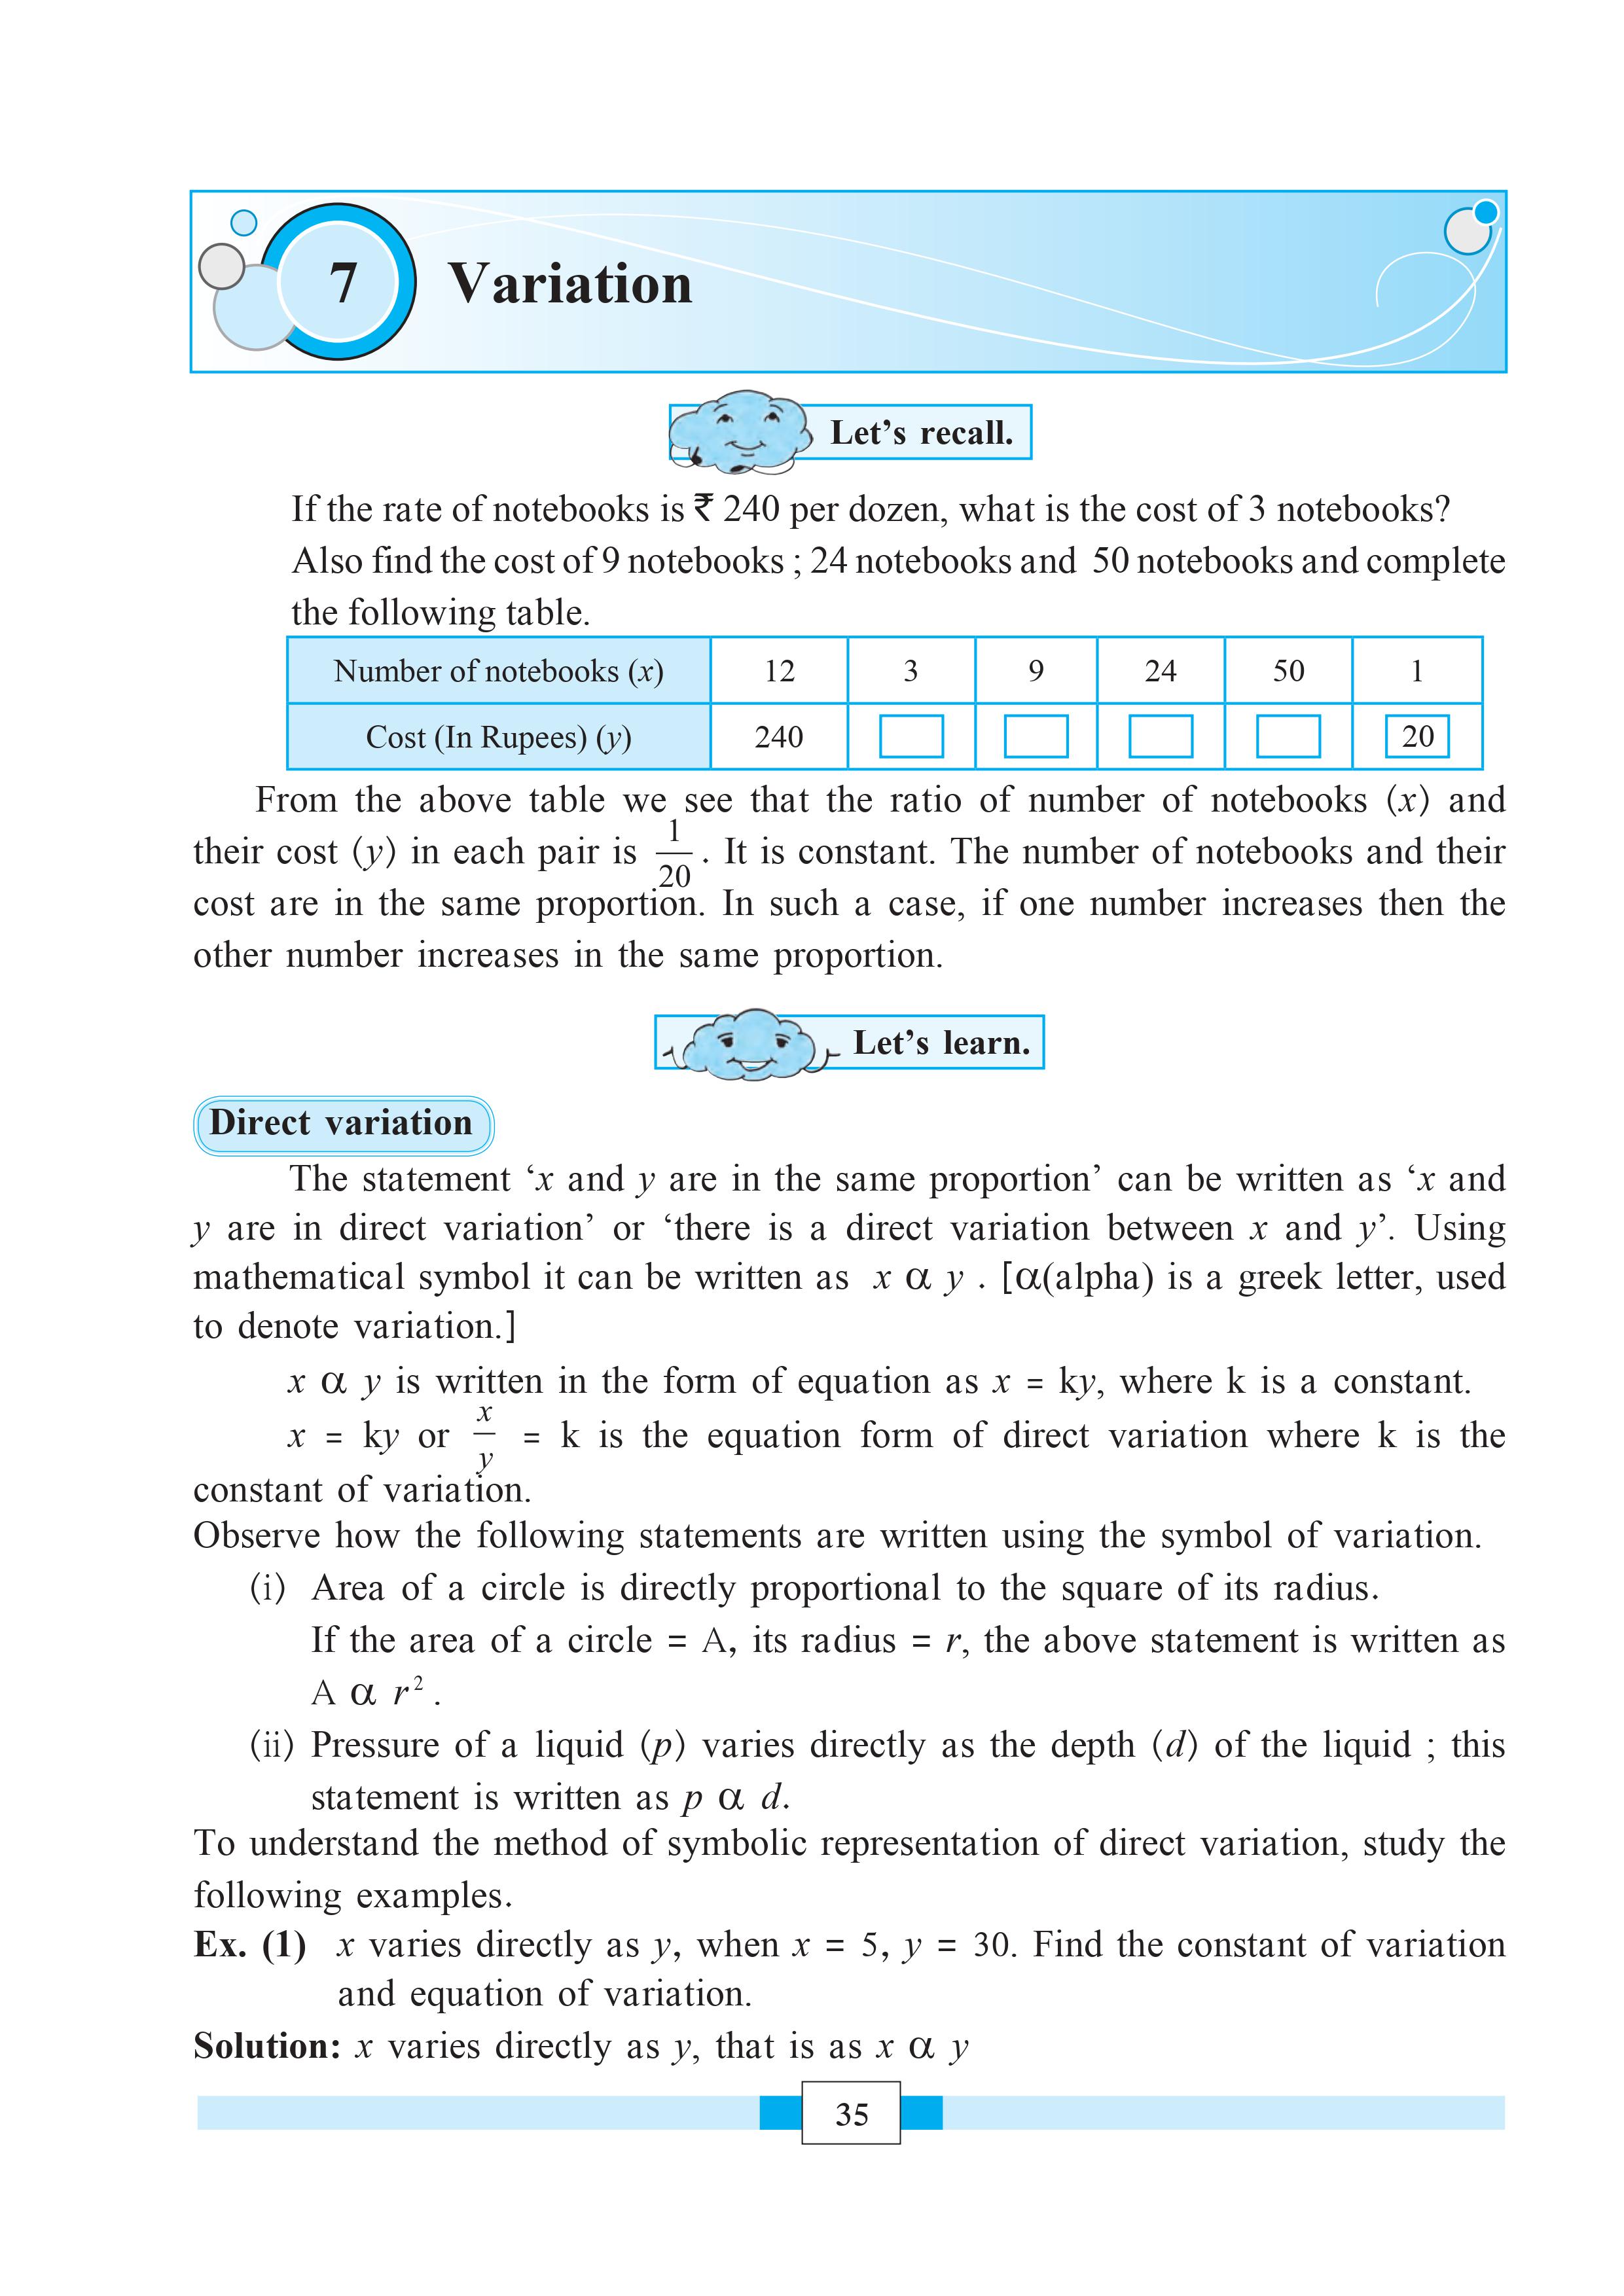 7 Variation
Let’s recall.
If the rate of notebooks is ₹ 240 per dozen, what is the cost of 3 notebooks?
Also find the cost of 9 notebooks ; 24 notebooks and 50 notebooks and complete
the following table.
Number of notebooks (x) 12 3 9 24 50 1
Cost (In Rupees) (y) 240 20
From the above table we see that the ratio of number of notebooks (x) and
their cost (y) in each pair is 1/20 . It is constant. The number of notebooks and their
cost are in the same proportion. In such a case, if one number increases then the
other number increases in the same proportion.
Let’s learn.
Direct variation
The statement ‘x and y are in the same proportion’ can be written as ‘x and
y are in direct variation’ or ‘there is a direct variation between x and y’. Using
mathematical symbol it can be written as x α y . [α(alpha) is a greek letter, used
to denote variation.]
x α y is written in the form of equation as x = ky, where k is a constant.
x = ky or x/y = k is the equation form of direct variation where k is the
constant of variation.
Observe how the following statements are written using the symbol of variation.
(i) Area of a circle is directly proportional to the square of its radius.
If the area of a circle = A, its radius = r, the above statement is written as
A α r² .
(ii) Pressure of a liquid (p) varies directly as the depth (d) of the liquid ; this
statement is written as p α d.
To understand the method of symbolic representation of direct variation, study the
following examples.
Ex. (1) x varies directly as y, when x = 5, y = 30. Find the constant of variation
and equation of variation.
Solution: x varies directly as y, that is as x α y
35